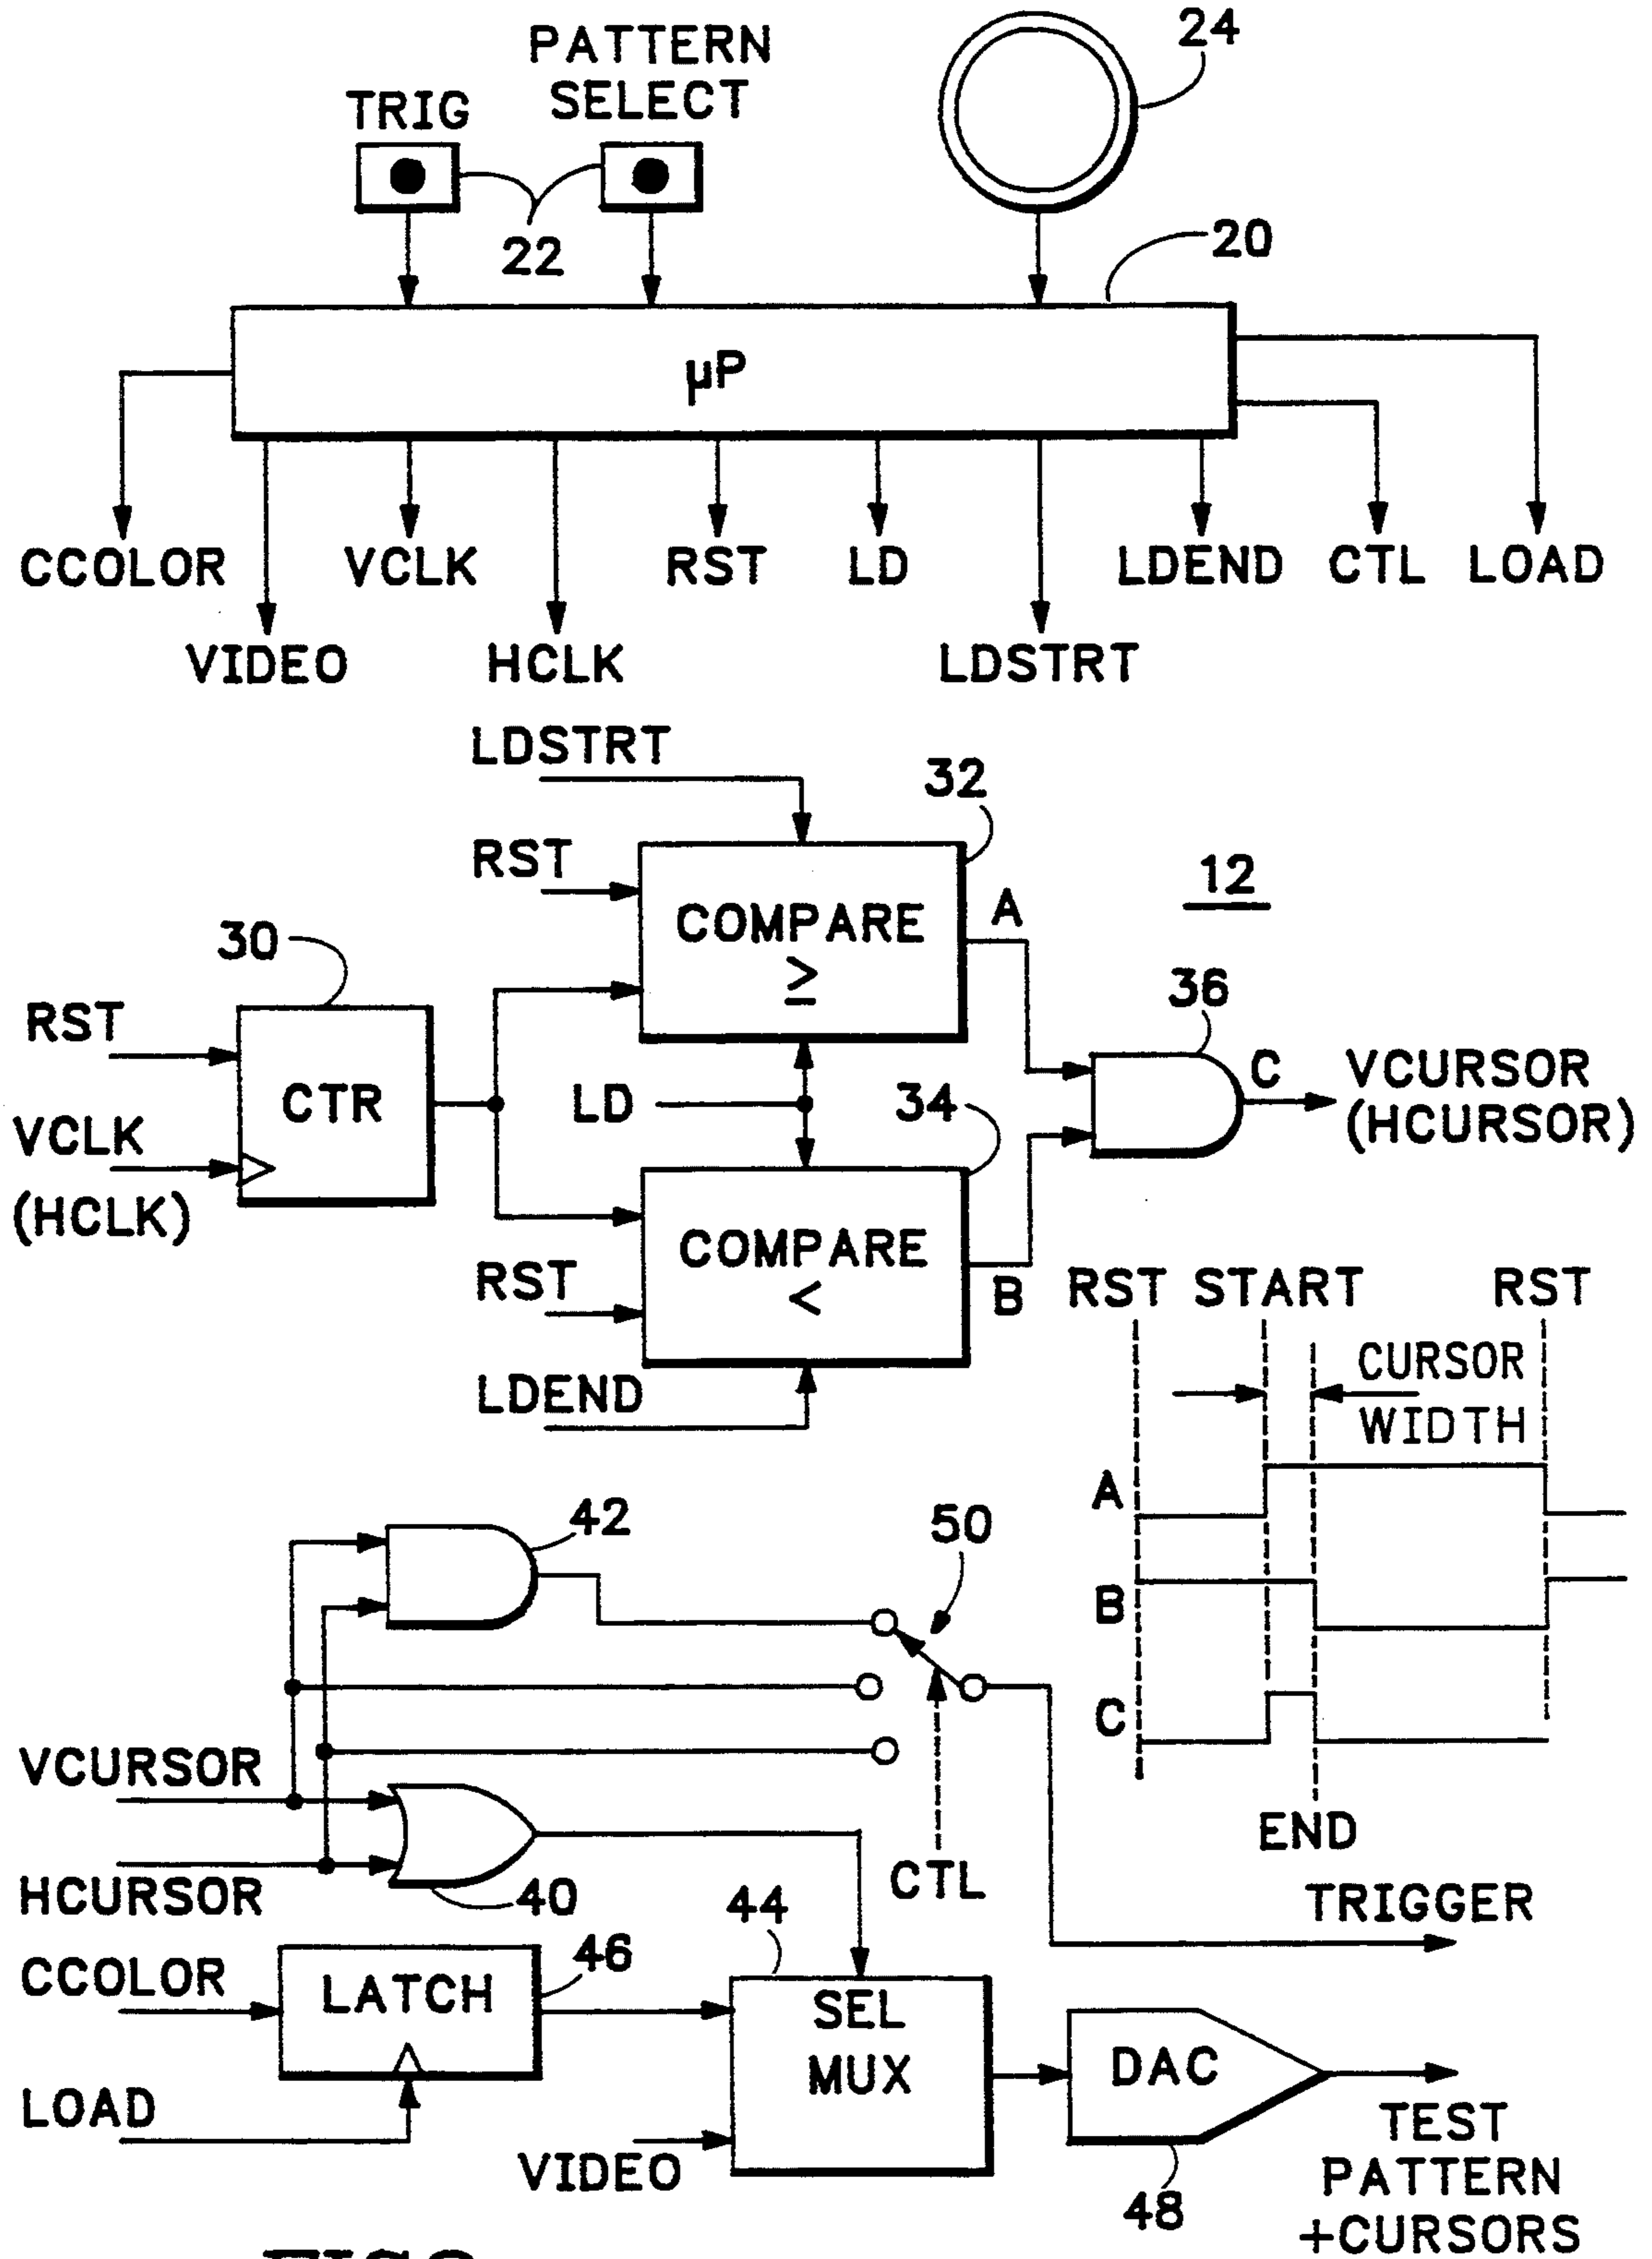 24
PATTERN
SELECT
TRIG
22
20
µP
CCOLOR
VCLK
RST
LD
LDEND
CTL
LOAD
VIDEO
HCLK
LDSTRT
LDSTRT
32
RST
COMPARE
≥
A
12
30
36
RST
CTR
LD
34
C
VCURSOR
(HCURSOR)
VCLK
(HCLK)
COMPARE
<
RST
B
LDEND
RST START RST
CURSOR
WIDTH
A
B
C
END
42
50
VCURSOR
HCURSOR
40
CTL
TRIGGER
44
CCOLOR
LATCH
46
SEL
MUX
DAC
LOAD
VIDEO
48
TEST
PATTERN
+CURSORS